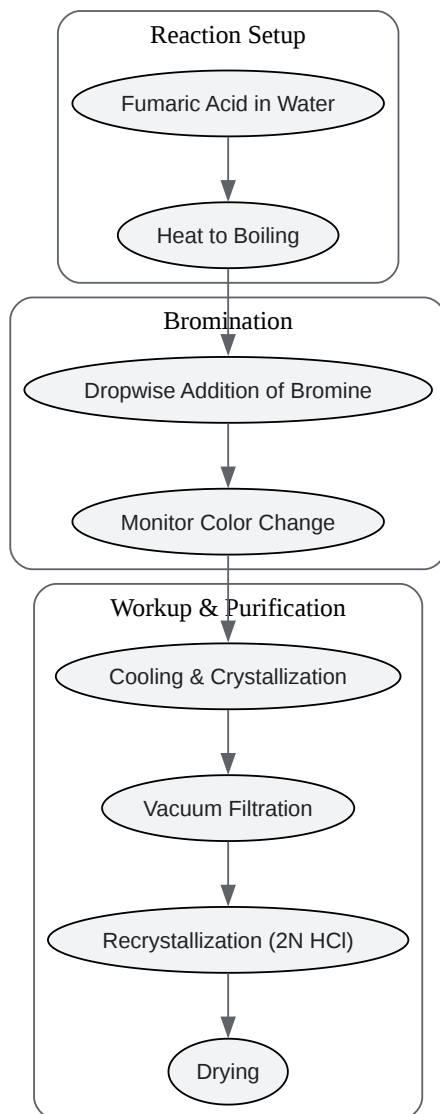 Reaction Setup
Fumaric Acid in Water
Heat to Boiling
Bromination
Dropwise Addition of Bromine
Monitor Color Change
Workup & Purification
Cooling & Crystallization
Vacuum Filtration
Recrystallization (2N HCl)
Drying